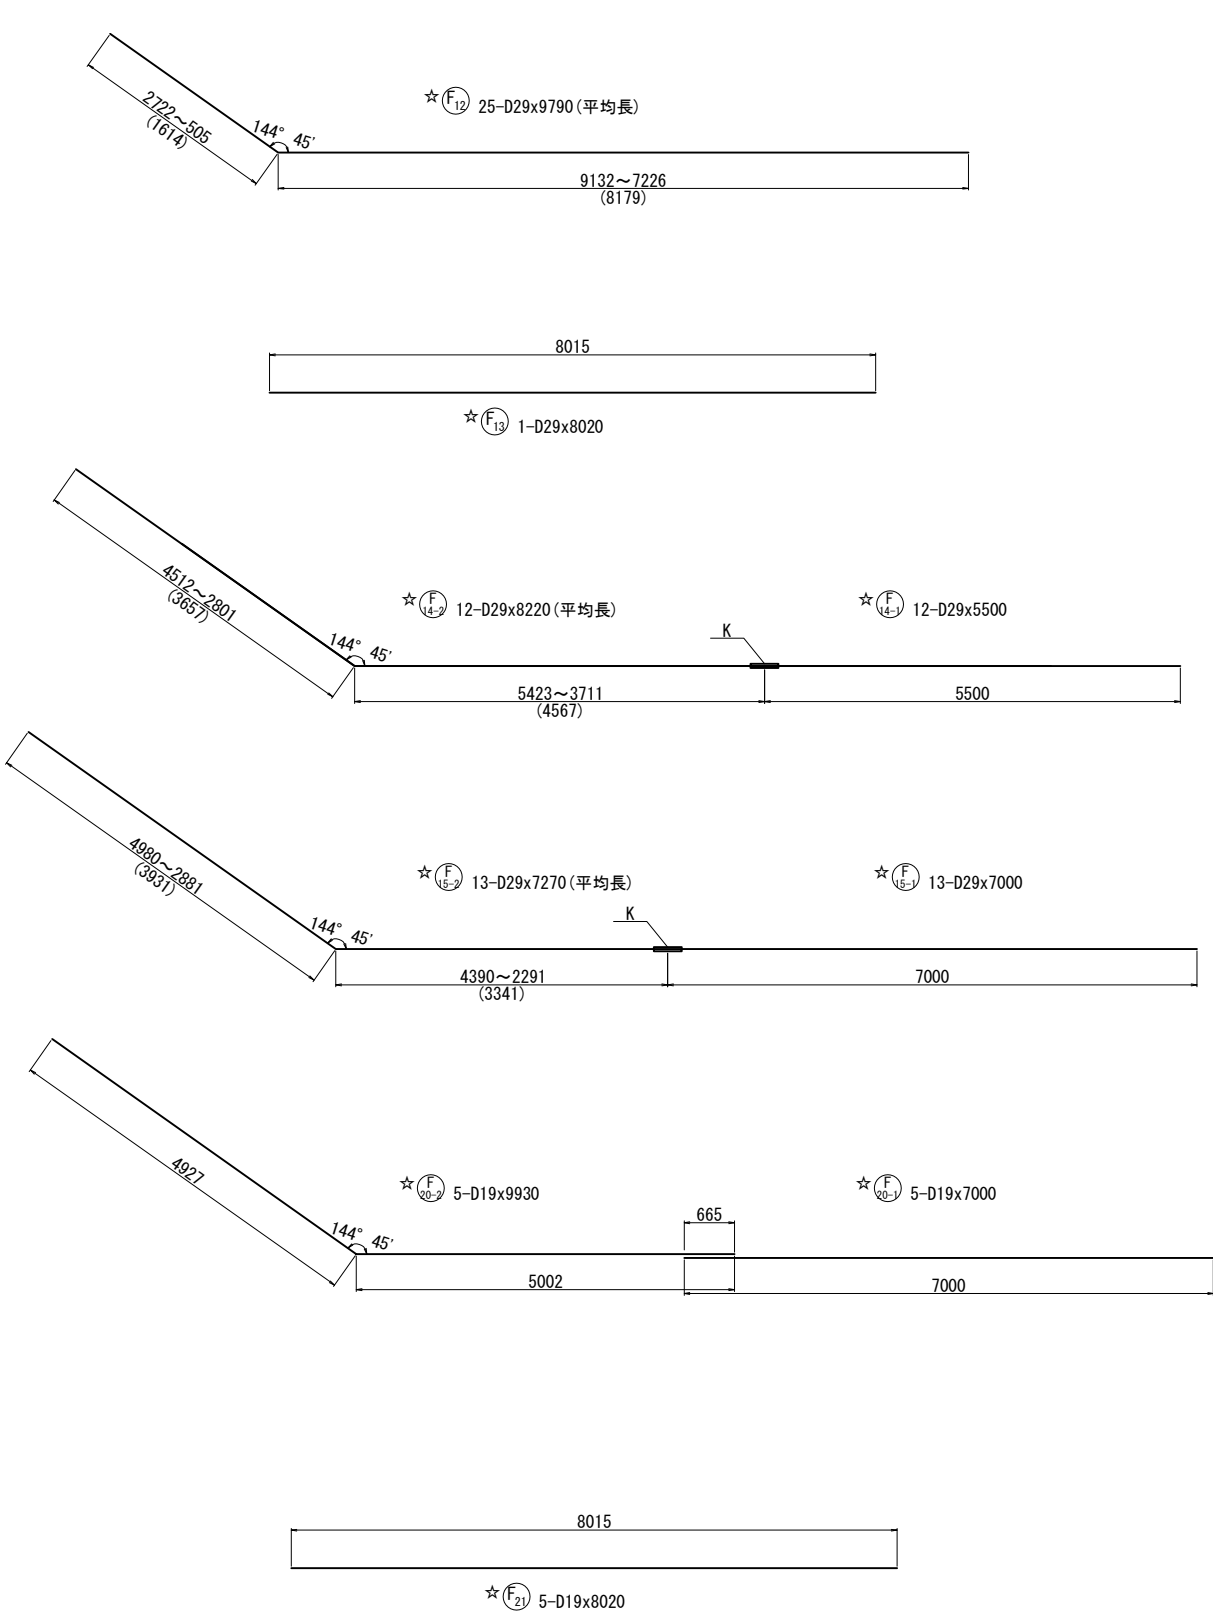 ☆F12 25-D29x9790(平均長)
2722～505
(1614)
144° 45'
9132～7226
(8179)
8015
☆F13 1-D29x8020
4512～2801
(3657)
☆F14-2 12-D29x8220(平均長)
☆F14-1 12-D29x5500
K
144° 45'
5423～3711
(4567)
5500
4980～2881
(3931)
☆F15-2 13-D29x7270(平均長)
☆F15-1 13-D29x7000
K
144° 45'
4390～2291
(3341)
7000
4927
☆F20-2 5-D19x9930
☆F20-1 5-D19x7000
665
144° 45'
5002
7000
8015
☆F21 5-D19x8020